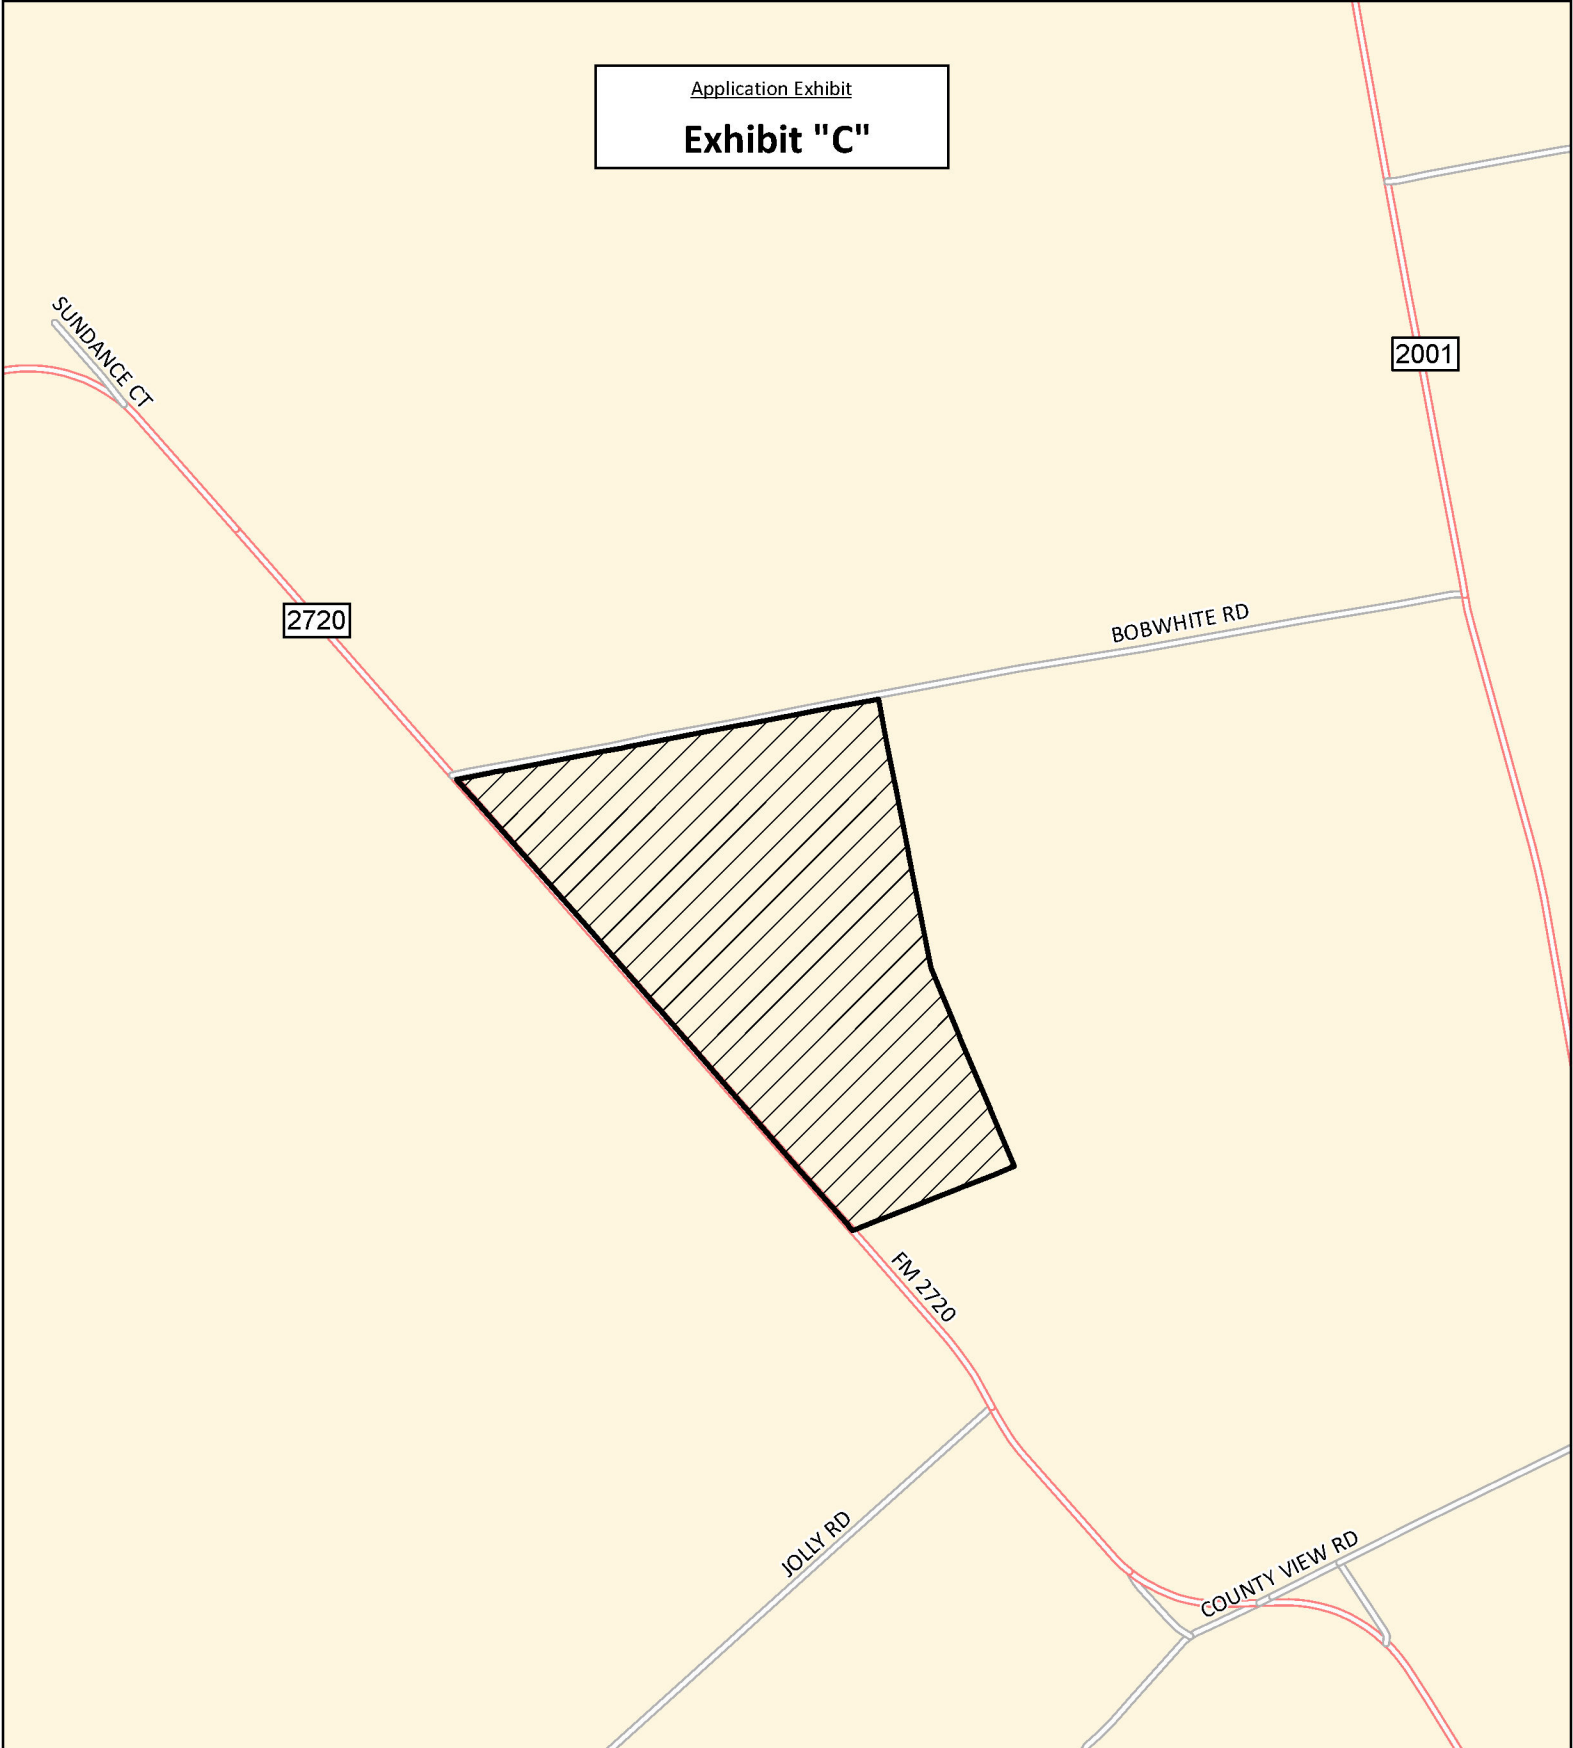 Application Exhibit
Exhibit "C"
SUNDANCE CT
2001
2720
BOBWHITE RD
FM 2720
JOLLY RD
COUNTY VIEW RD